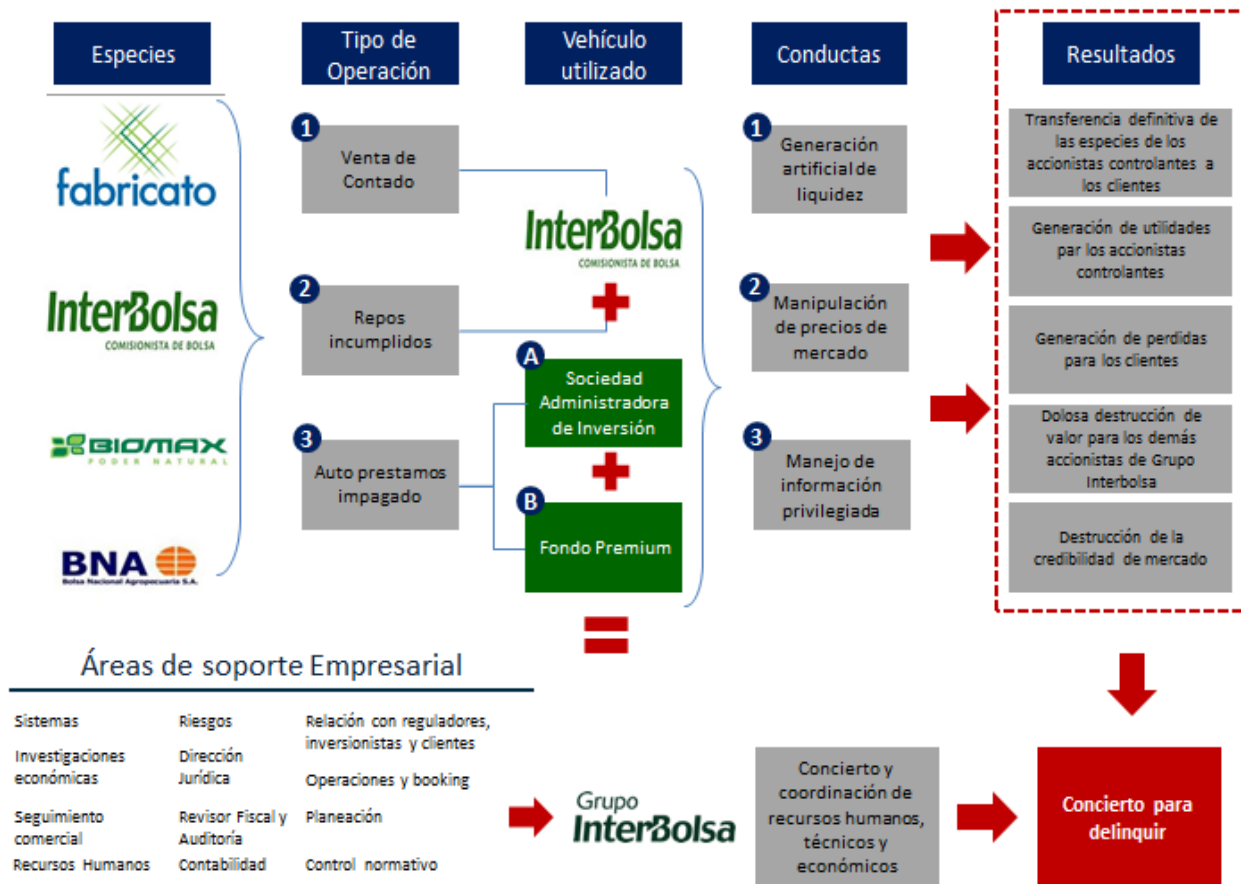 Especies
Tipo de
Operación
Vehículo
utilizado
Conductas
Resultados
fabricato
InterBolsa
COMISIONISTA DE BOLSA
BIOMAX
PODER NATURAL
BNA
Bolsa Nacional Agropecuaria S.A.
1
Venta de
Contado
2
Repos
incumplidos
3
Auto prestamos
impagado
InterBolsa
COMISIONISTA DE BOLSA
A
Sociedad
Administradora
de Inversión
B
Fondo Premium
1
Generación
artificial de
liquidez
2
Manipulación
de precios de
mercado
3
Manejo de
información
privilegiada
Transferencia definitiva de
las especies de los
accionistas controlantes a
los clientes
Generación de utilidades
par los accionistas
controlantes
Generación de perdidas
para los clientes
Dolosa destrucción de
valor para los demás
accionistas de Grupo
Interbolsa
Destrucción de la
credibilidad de mercado
Áreas de soporte Empresarial
Sistemas
Investigaciones
económicas
Seguimiento
comercial
Recursos Humanos
Riesgos
Dirección
Jurídica
Revisor Fiscal y
Auditoría
Contabilidad
Relación con reguladores,
inversionistas y clientes
Operaciones y booking
Planeación
Control normativo
Grupo
InterBolsa
Concierto y
coordinación de
recursos humanos,
técnicos y
económicos
Concierto para
delinquir